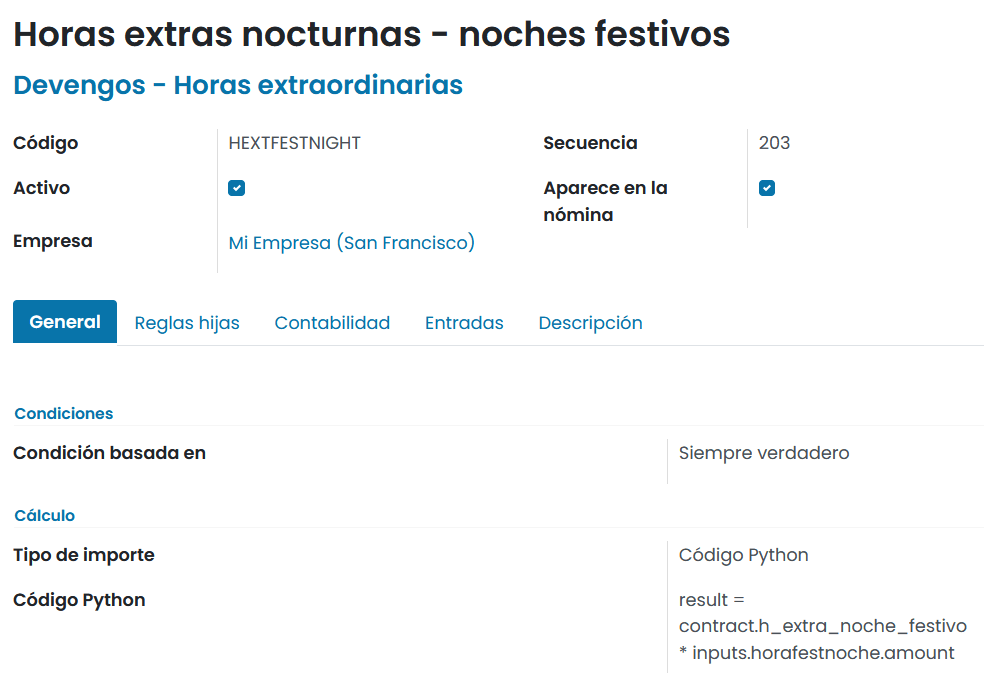 Horas extras nocturnas - noches festivos
Devengos - Horas extraordinarias
Código HEXTFESTNIGHT Secuencia 203
Activo Aparece en la
nómina
Empresa Mi Empresa (San Francisco)
General Reglas hijas Contabilidad Entradas Descripción
Condiciones
Condición basada en Siempre verdadero
Cálculo
Tipo de importe Código Python
Código Python result =
contract.h_extra_noche_festivo
* inputs.horafestnoche.amount